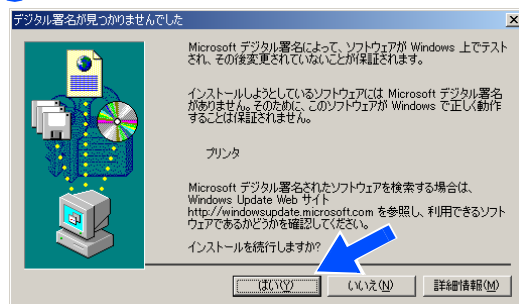 デジタル署名が見つかりませんでした
Microsoft デジタル署名によって、ソフトウェアが Windows 上でテスト
され、その後変更されていないことが保証されます。
インストールしようとしているソフトウェアには Microsoft デジタル署名
がありません。そのために、このソフトウェアが Windows で正しく動作
することは保証されません。
プリンタ
Microsoft デジタル署名されたソフトウェアを検索する場合は、
Windows Update Web サイト
http://windowsupdate.microsoft.com を参照し、利用できるソフト
ウェアであるかどうかを確認してください。
インストールを続行しますか?
はい(Y) いいえ(N) 詳細情報(M)